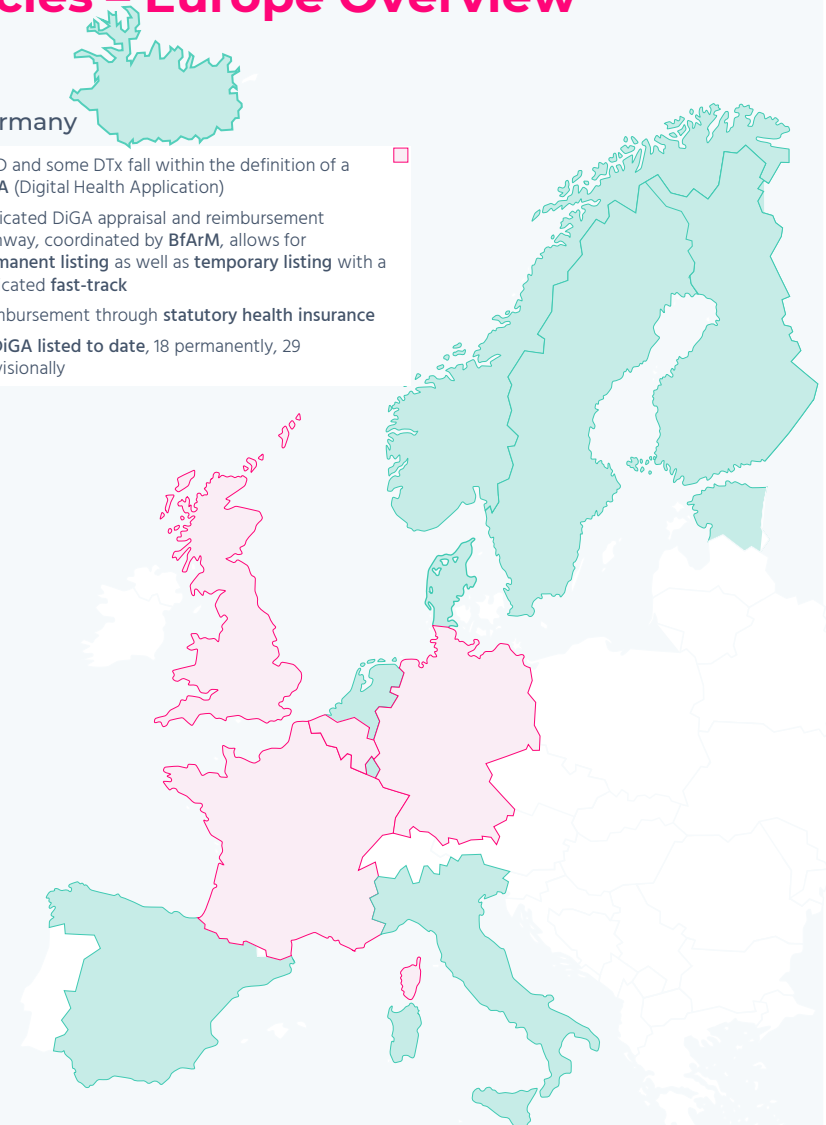 cies – Europe Overview
rmany
D and some DTx fall within the definition of a
A (Digital Health Application)
icated DiGA appraisal and reimbursement
hway, coordinated by BfArM, allows for
manent listing as well as temporary listing with a
icated fast-track
mbursement through statutory health insurance
DiGA listed to date, 18 permanently, 29
visionally